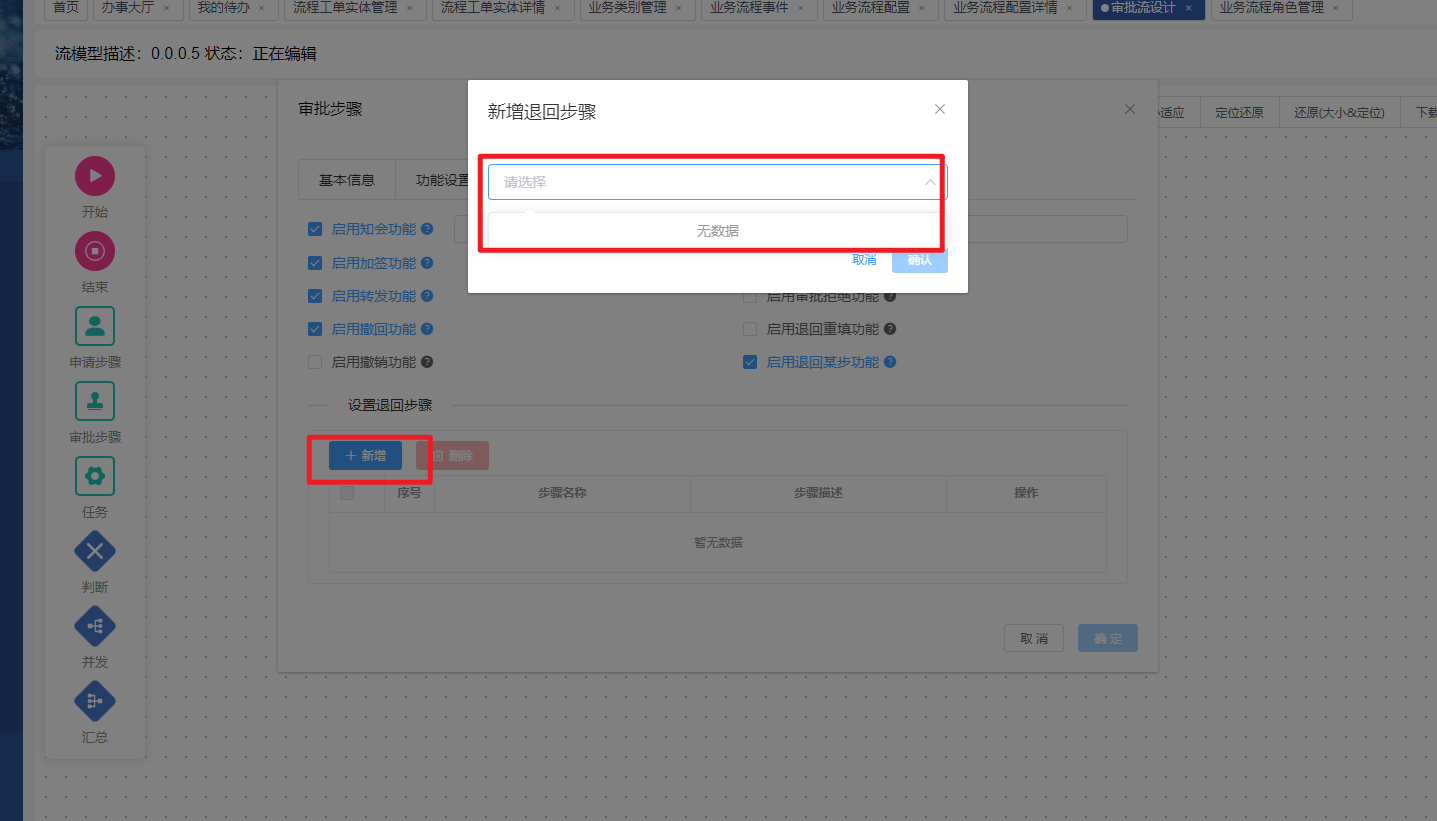 首页 办事大厅 × 我的待办 × 流程工单实体管理 × 流程工单实体详情 × 业务类别管理 × 业务流程事件 × 业务流程配置 × 业务流程配置详情 × 审批流设计 × 业务流程角色管理 ×
流模型描述：0.0.0.5 状态：正在编辑
适应 定位还原 还原(大小&定位) 下载
开始
结束
申请步骤
审批步骤
任务
判断
并发
汇总
审批步骤
基本信息 功能设置
启用知会功能
启用加签功能
启用转发功能 启用审批拒绝功能
启用撤回功能 启用退回重填功能
启用撤销功能 启用退回某步功能
设置退回步骤
+ 新增 删除
序号 步骤名称 步骤描述 操作
暂无数据
取 消 确 定
新增退回步骤
请选择
无数据
取消 确认